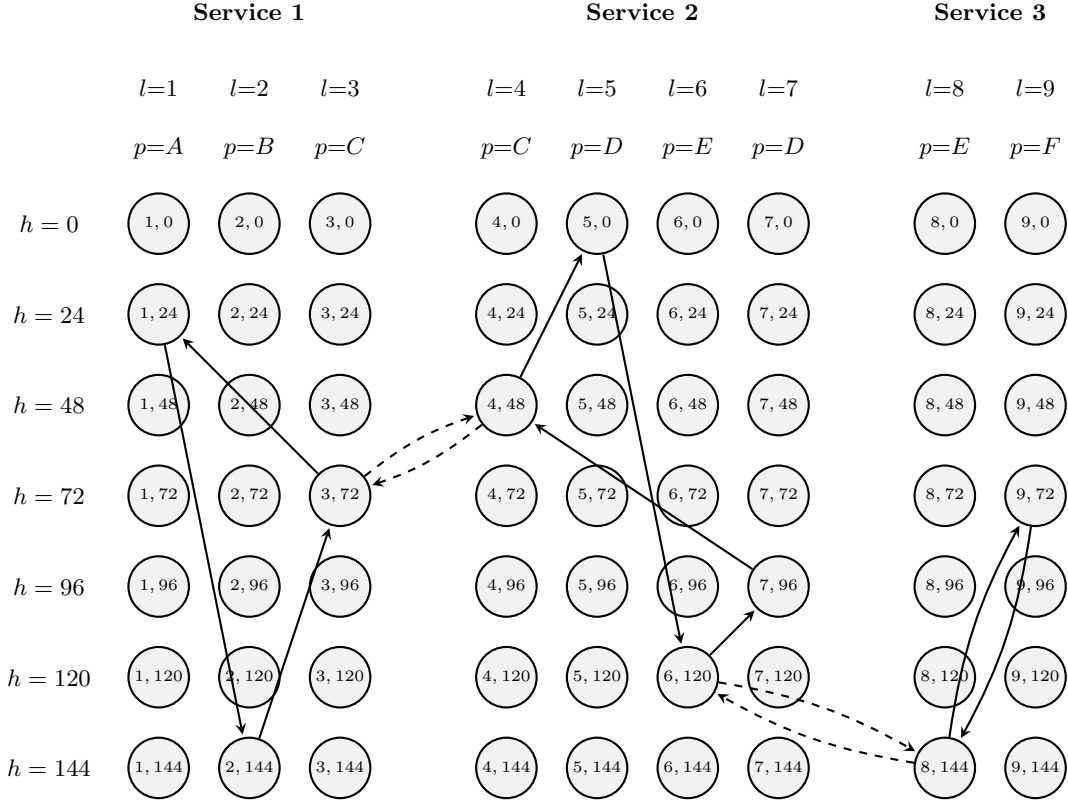 Service 1 Service 2 Service 3
l=1 l=2 l=3 l=4 l=5 l=6 l=7 l=8 l=9
p=A p=B p=C p=C p=D p=E p=D p=E p=F
h = 0 1, 0 2, 0 3, 0 4, 0 5, 0 6, 0 7, 0 8, 0 9, 0
h = 24 1, 24 2, 24 3, 24 4, 24 5, 24 6, 24 7, 24 8, 24 9, 24
h = 48 1, 48 2, 48 3, 48 4, 48 5, 48 6, 48 7, 48 8, 48 9, 48
h = 72 1, 72 2, 72 3, 72 4, 72 5, 72 6, 72 7, 72 8, 72 9, 72
h = 96 1, 96 2, 96 3, 96 4, 96 5, 96 6, 96 7, 96 8, 96 9, 96
h = 120 1, 120 2, 120 3, 120 4, 120 5, 120 6, 120 7, 120 8, 120 9, 120
h = 144 1, 144 2, 144 3, 144 4, 144 5, 144 6, 144 7, 144 8, 144 9, 144